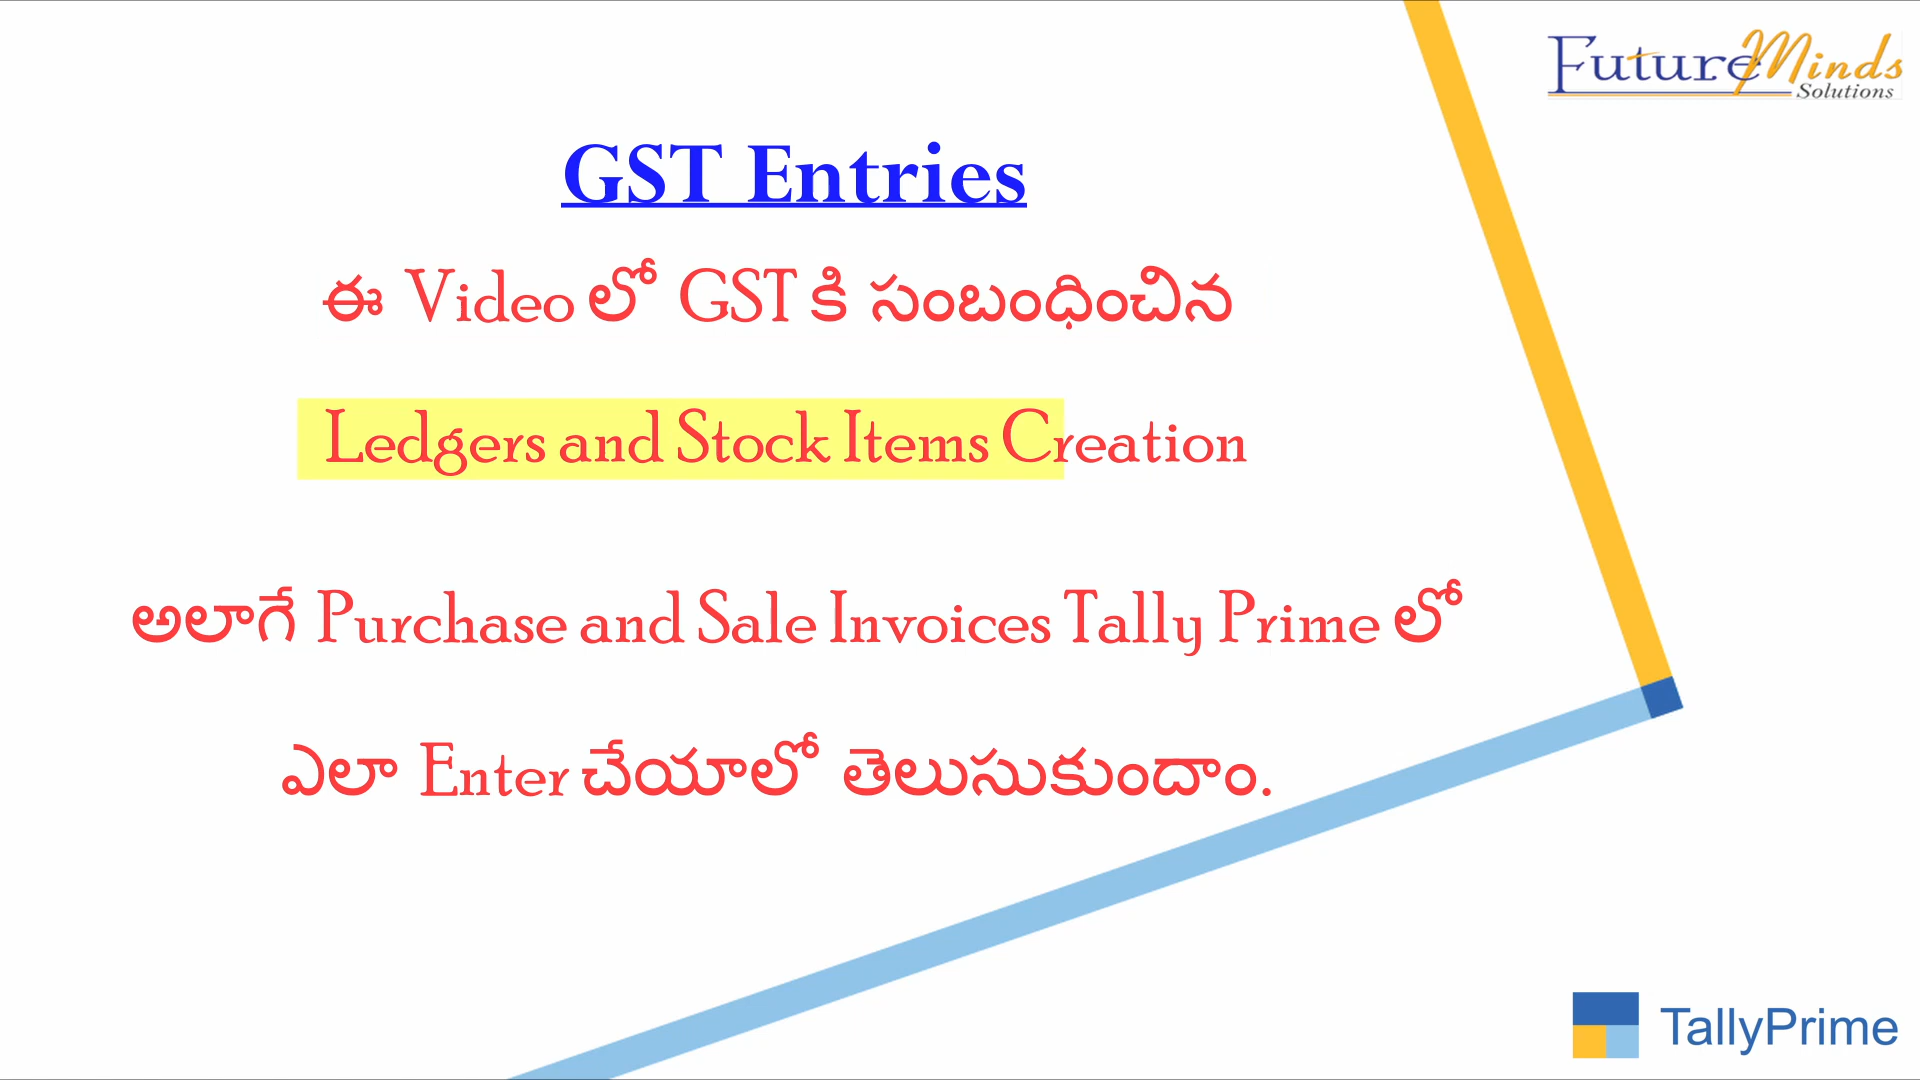 FutureMinds
Solutions
GST Entries
ఈ Video లో GST కి సంబంధించిన
Ledgers and Stock Items Creation
అలాగే Purchase and Sale Invoices Tally Prime లో
ఎలా Enter చేయాలో తెలుసుకుందాం.
TallyPrime